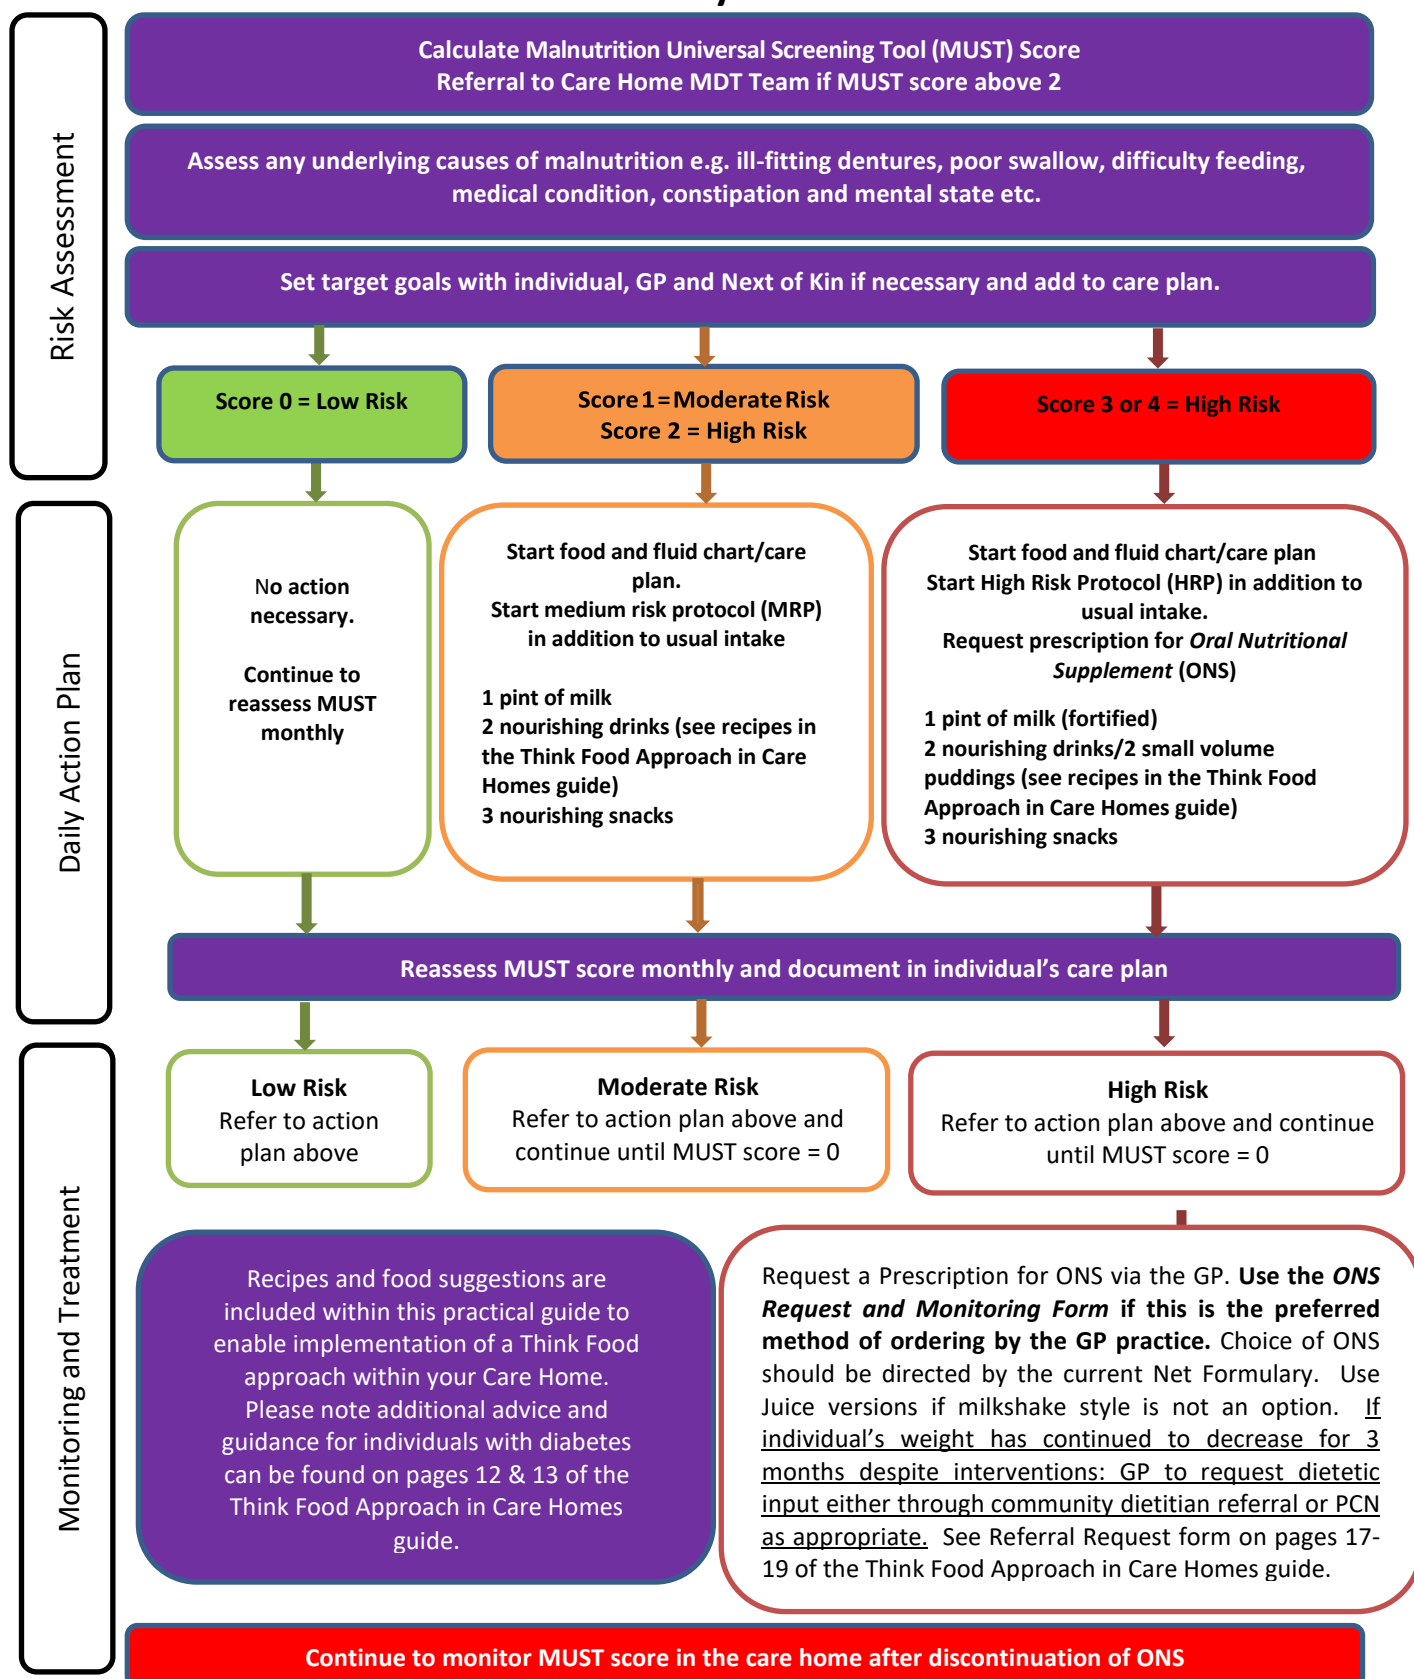 Calculate Malnutrition Universal Screening Tool (MUST) Score
Referral to Care Home MDT Team if MUST score above 2
Risk Assessment
Assess any underlying causes of malnutrition e.g. ill-fitting dentures, poor swallow, difficulty feeding,
medical condition, constipation and mental state etc.
Set target goals with individual, GP and Next of Kin if necessary and add to care plan.
Score 0 = Low Risk
Score 1 = Moderate Risk
Score 2 = High Risk
Score 3 or 4 = High Risk
Daily Action Plan
No action
necessary.
Continue to
reassess MUST
monthly
Start food and fluid chart/care
plan.
Start medium risk protocol (MRP)
in addition to usual intake
1 pint of milk
2 nourishing drinks (see recipes in
the Think Food Approach in Care
Homes guide)
3 nourishing snacks
Start food and fluid chart/care plan
Start High Risk Protocol (HRP) in addition to
usual intake.
Request prescription for Oral Nutritional
Supplement (ONS)
1 pint of milk (fortified)
2 nourishing drinks/2 small volume
puddings (see recipes in the Think Food
Approach in Care Homes guide)
3 nourishing snacks
Reassess MUST score monthly and document in individual’s care plan
Monitoring and Treatment
Low Risk
Refer to action
plan above
Moderate Risk
Refer to action plan above and
continue until MUST score = 0
High Risk
Refer to action plan above and continue
until MUST score = 0
Recipes and food suggestions are
included within this practical guide to
enable implementation of a Think Food
approach within your Care Home.
Please note additional advice and
guidance for individuals with diabetes
can be found on pages 12 & 13 of the
Think Food Approach in Care Homes
guide.
Request a Prescription for ONS via the GP. Use the ONS
Request and Monitoring Form if this is the preferred
method of ordering by the GP practice. Choice of ONS
should be directed by the current Net Formulary. Use
Juice versions if milkshake style is not an option. If
individual’s weight has continued to decrease for 3
months despite interventions: GP to request dietetic
input either through community dietitian referral or PCN
as appropriate. See Referral Request form on pages 17-
19 of the Think Food Approach in Care Homes guide.
Continue to monitor MUST score in the care home after discontinuation of ONS